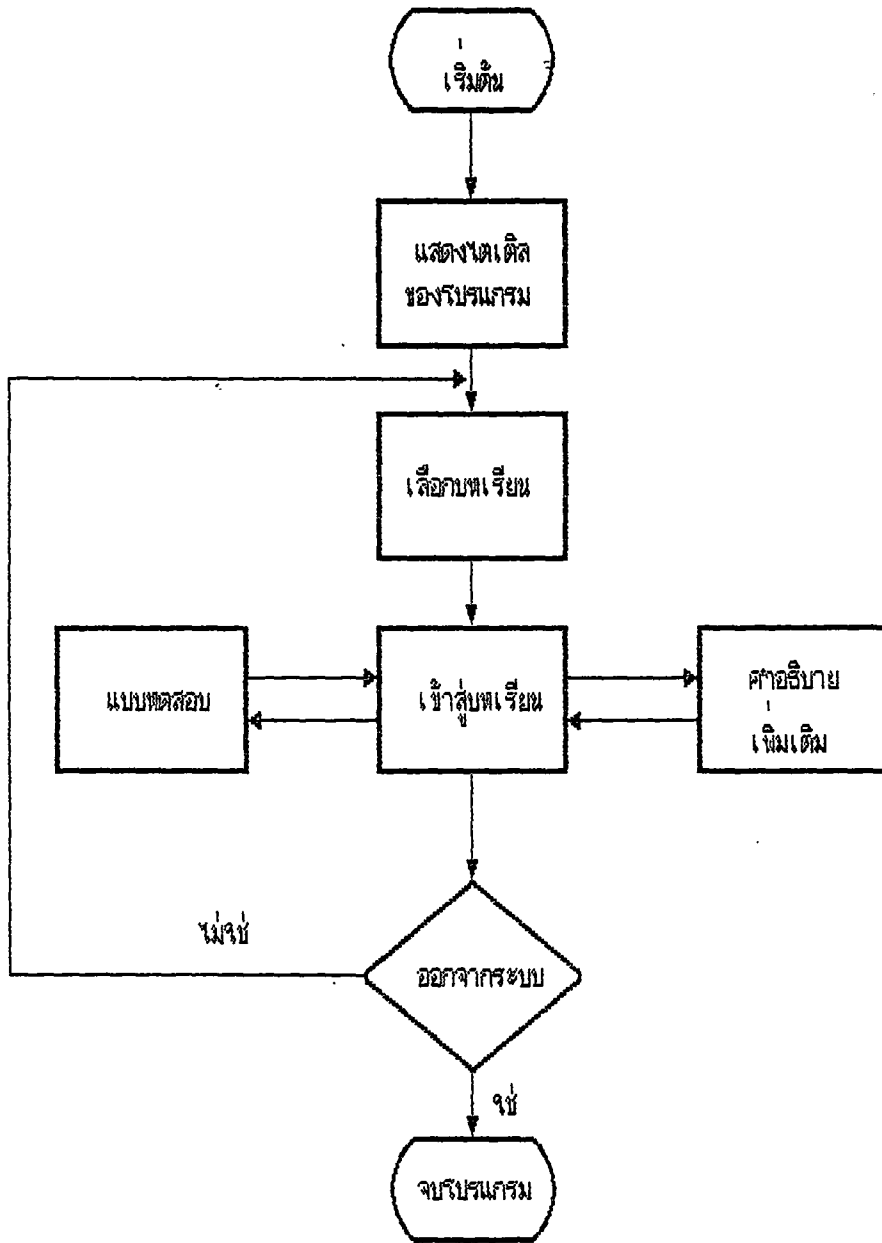 เริ่มต้น
แสดงไตเติล
ของโปรแกรม
เลือกบทเรียน
แบบทดสอบ
เข้าสู่บทเรียน
คำอธิบาย
เพิ่มเติม
ไม่ใช่
ออกจากระบบ
ใช่
จบโปรแกรม